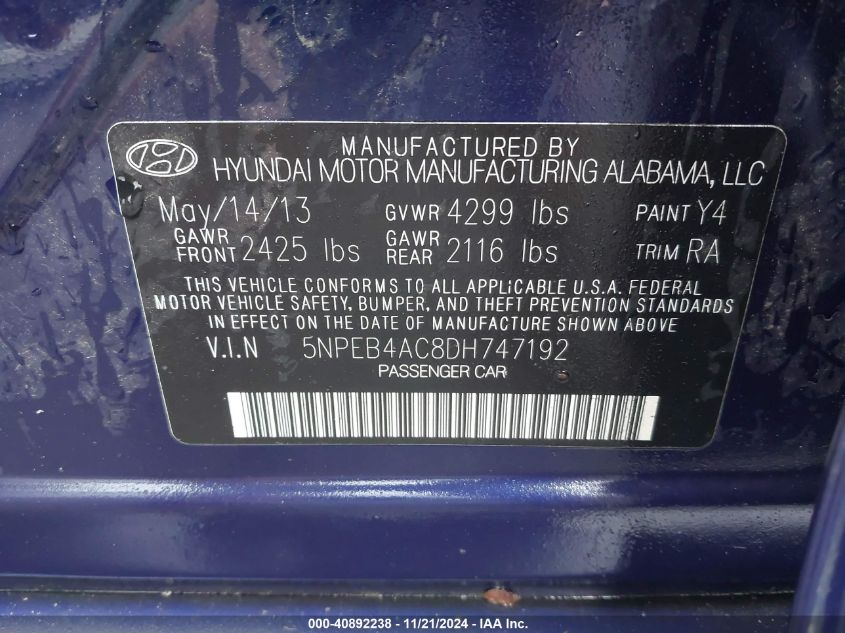 MANUFACTURED BY
HYUNDAI MOTOR MANUFACTURING ALABAMA, LLC
May/14/13 GVWR 4299 lbs PAINT Y4
GAWR FRONT 2425 lbs GAWR REAR 2116 lbs TRIM RA
THIS VEHICLE CONFORMS TO ALL APPLICABLE U.S.A. FEDERAL
MOTOR VEHICLE SAFETY, BUMPER, AND THEFT PREVENTION STANDARDS
IN EFFECT ON THE DATE OF MANUFACTURE SHOWN ABOVE.
V.I.N 5NPEB4AC8DH747192
PASSENGER CAR
000-40892238 - 11/21/2024 - IAA Inc.